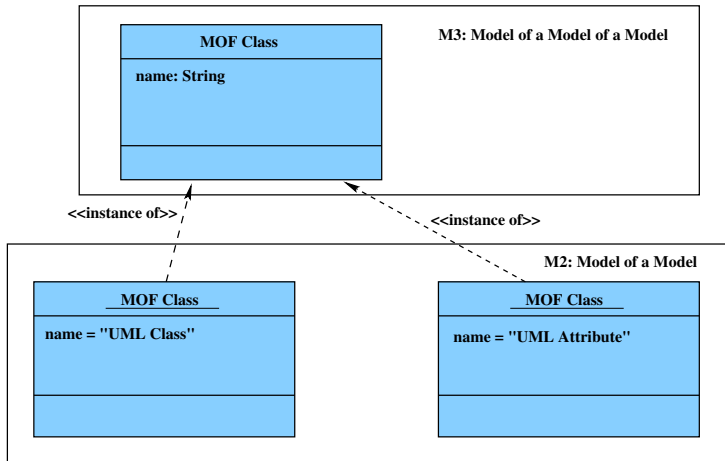 MOF Class
M3: Model of a Model of a Model
name: String
<<instance of>>
<<instance of>>
M2: Model of a Model
MOF Class
name = "UML Class"
MOF Class
name = "UML Attribute"